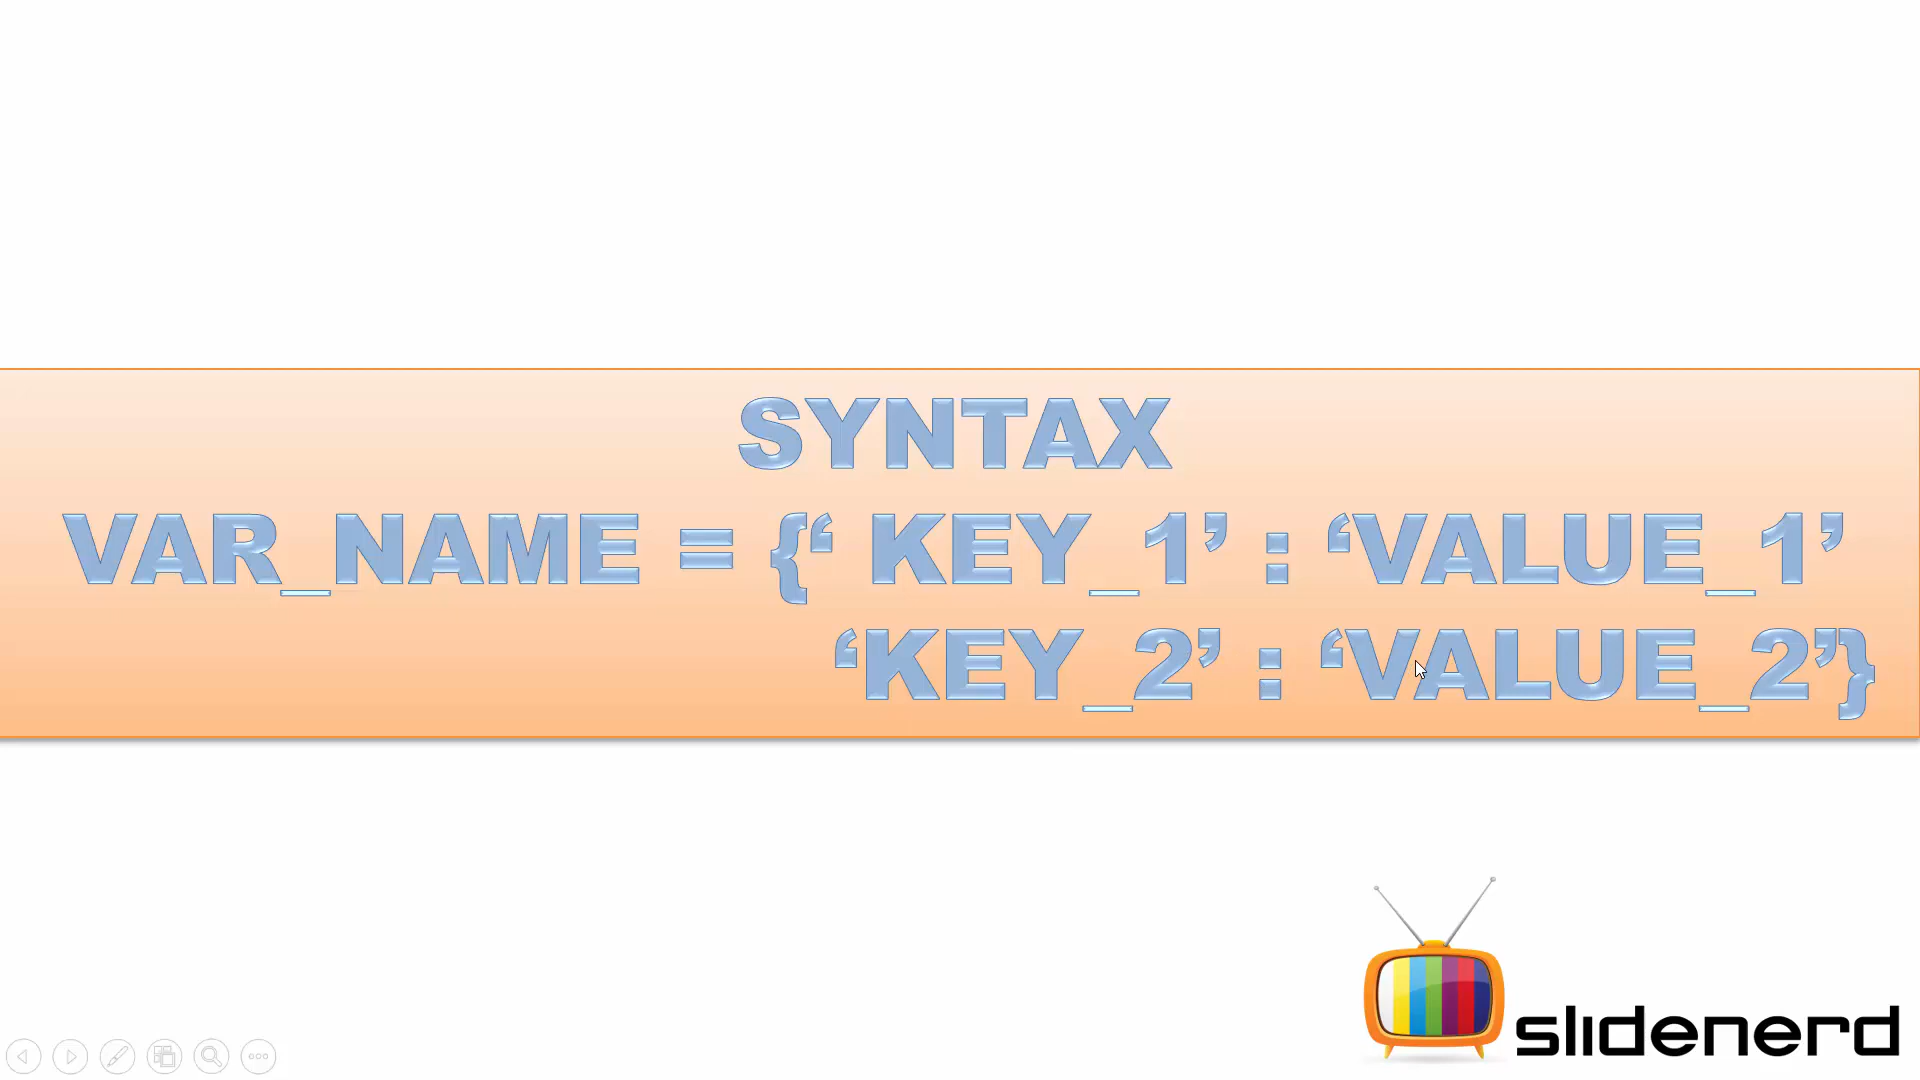 SYNTAX
VAR_NAME = {‘ KEY_1’ : ‘VALUE_1’
‘KEY_2’ : ‘VALUE_2’}
slidenerd